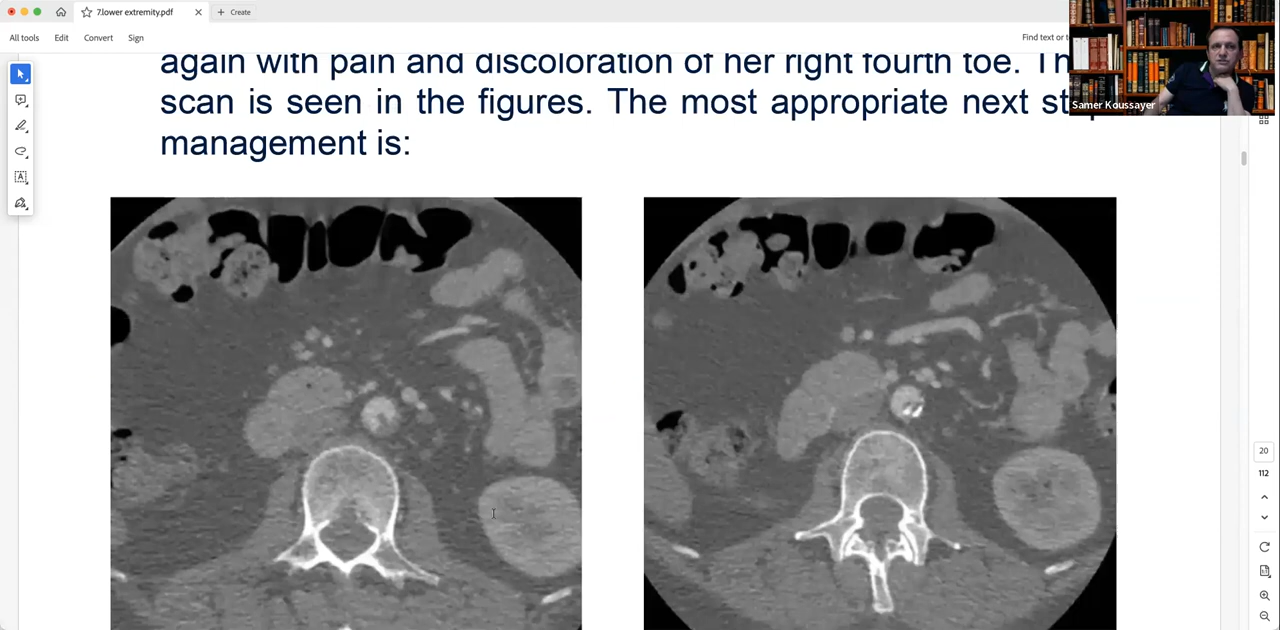 7.lower extremity.pdf
Create
All tools
Edit
Convert
Sign
Find text or
again with pain and discoloration of her right fourth toe.
scan is seen in the figures. The most appropriate next
management is:
Samer Koussayer
20
112